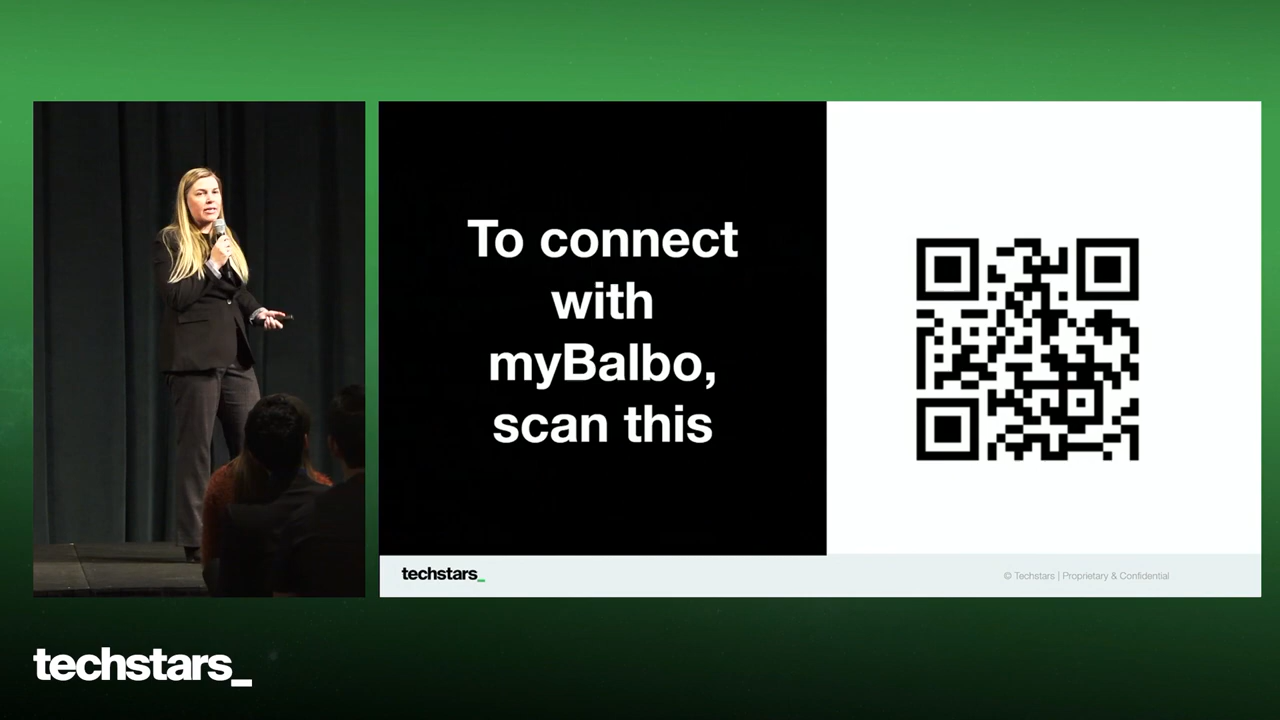 To connect
with
myBalbo,
scan this
techstars_
© Techstars | Proprietary & Confidential
techstars_